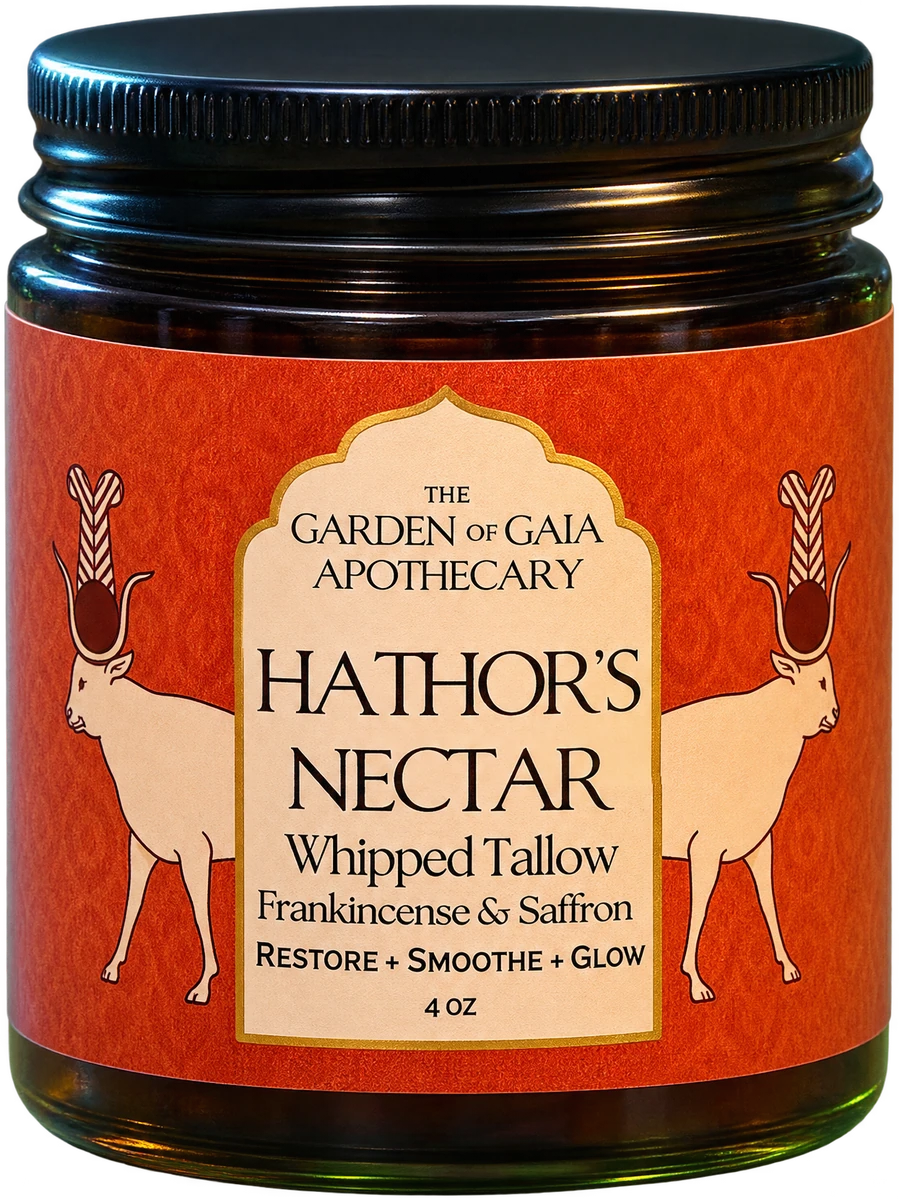 THE
GARDEN OF GAIA
APOTHECARY
HATHOR'S
NECTAR
Whipped Tallow
Frankincense & Saffron
RESTORE + SMOOTHE + GLOW
4 OZ